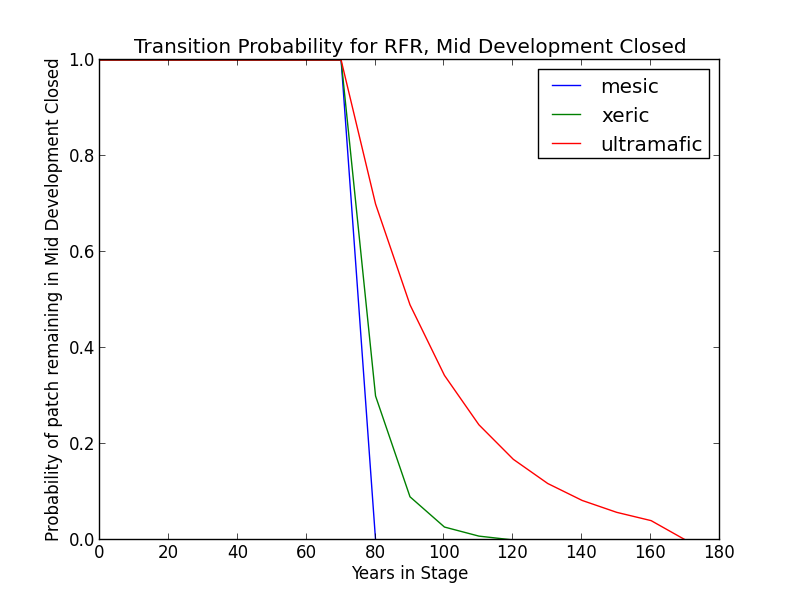 Transition Probability for RFR, Mid Development Closed
Probability of patch remaining in Mid Development Closed
1.0
0.8
0.6
0.4
0.2
0.0
mesic
xeric
ultramafic
0 20 40 60 80 100 120 140 160 180
Years in Stage